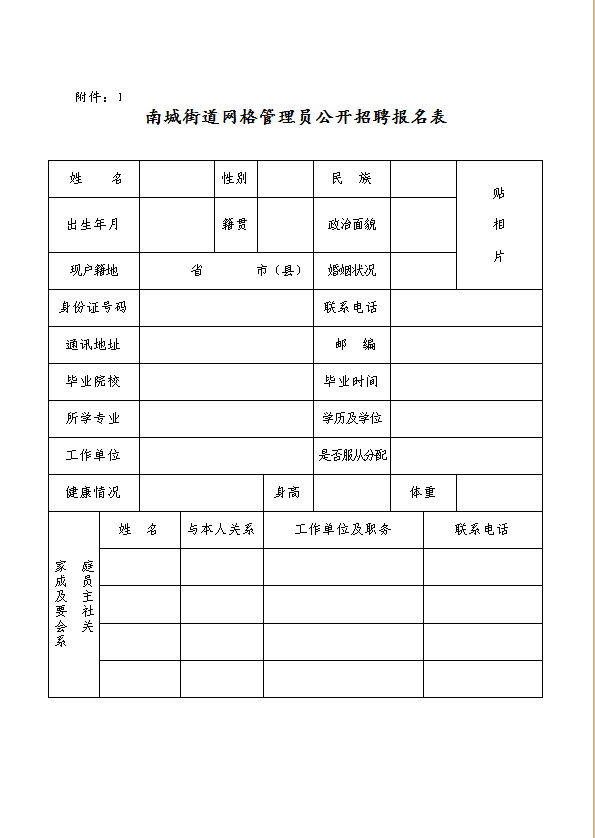 附件：1
南城街道网格管理员公开招聘报名表
姓 名 性别 民 族
贴
相
片
出生年月 籍贯 政治面貌
现户籍地 省 市（县） 婚姻状况
身份证号码 联系电话
通讯地址 邮 编
毕业院校 毕业时间
所学专业 学历及学位
工作单位 是否服从分配
健康情况 身高 体重
姓 名 与本人关系 工作单位及职务 联系电话
家 庭
成 员
及 主
要 社
会 关
系